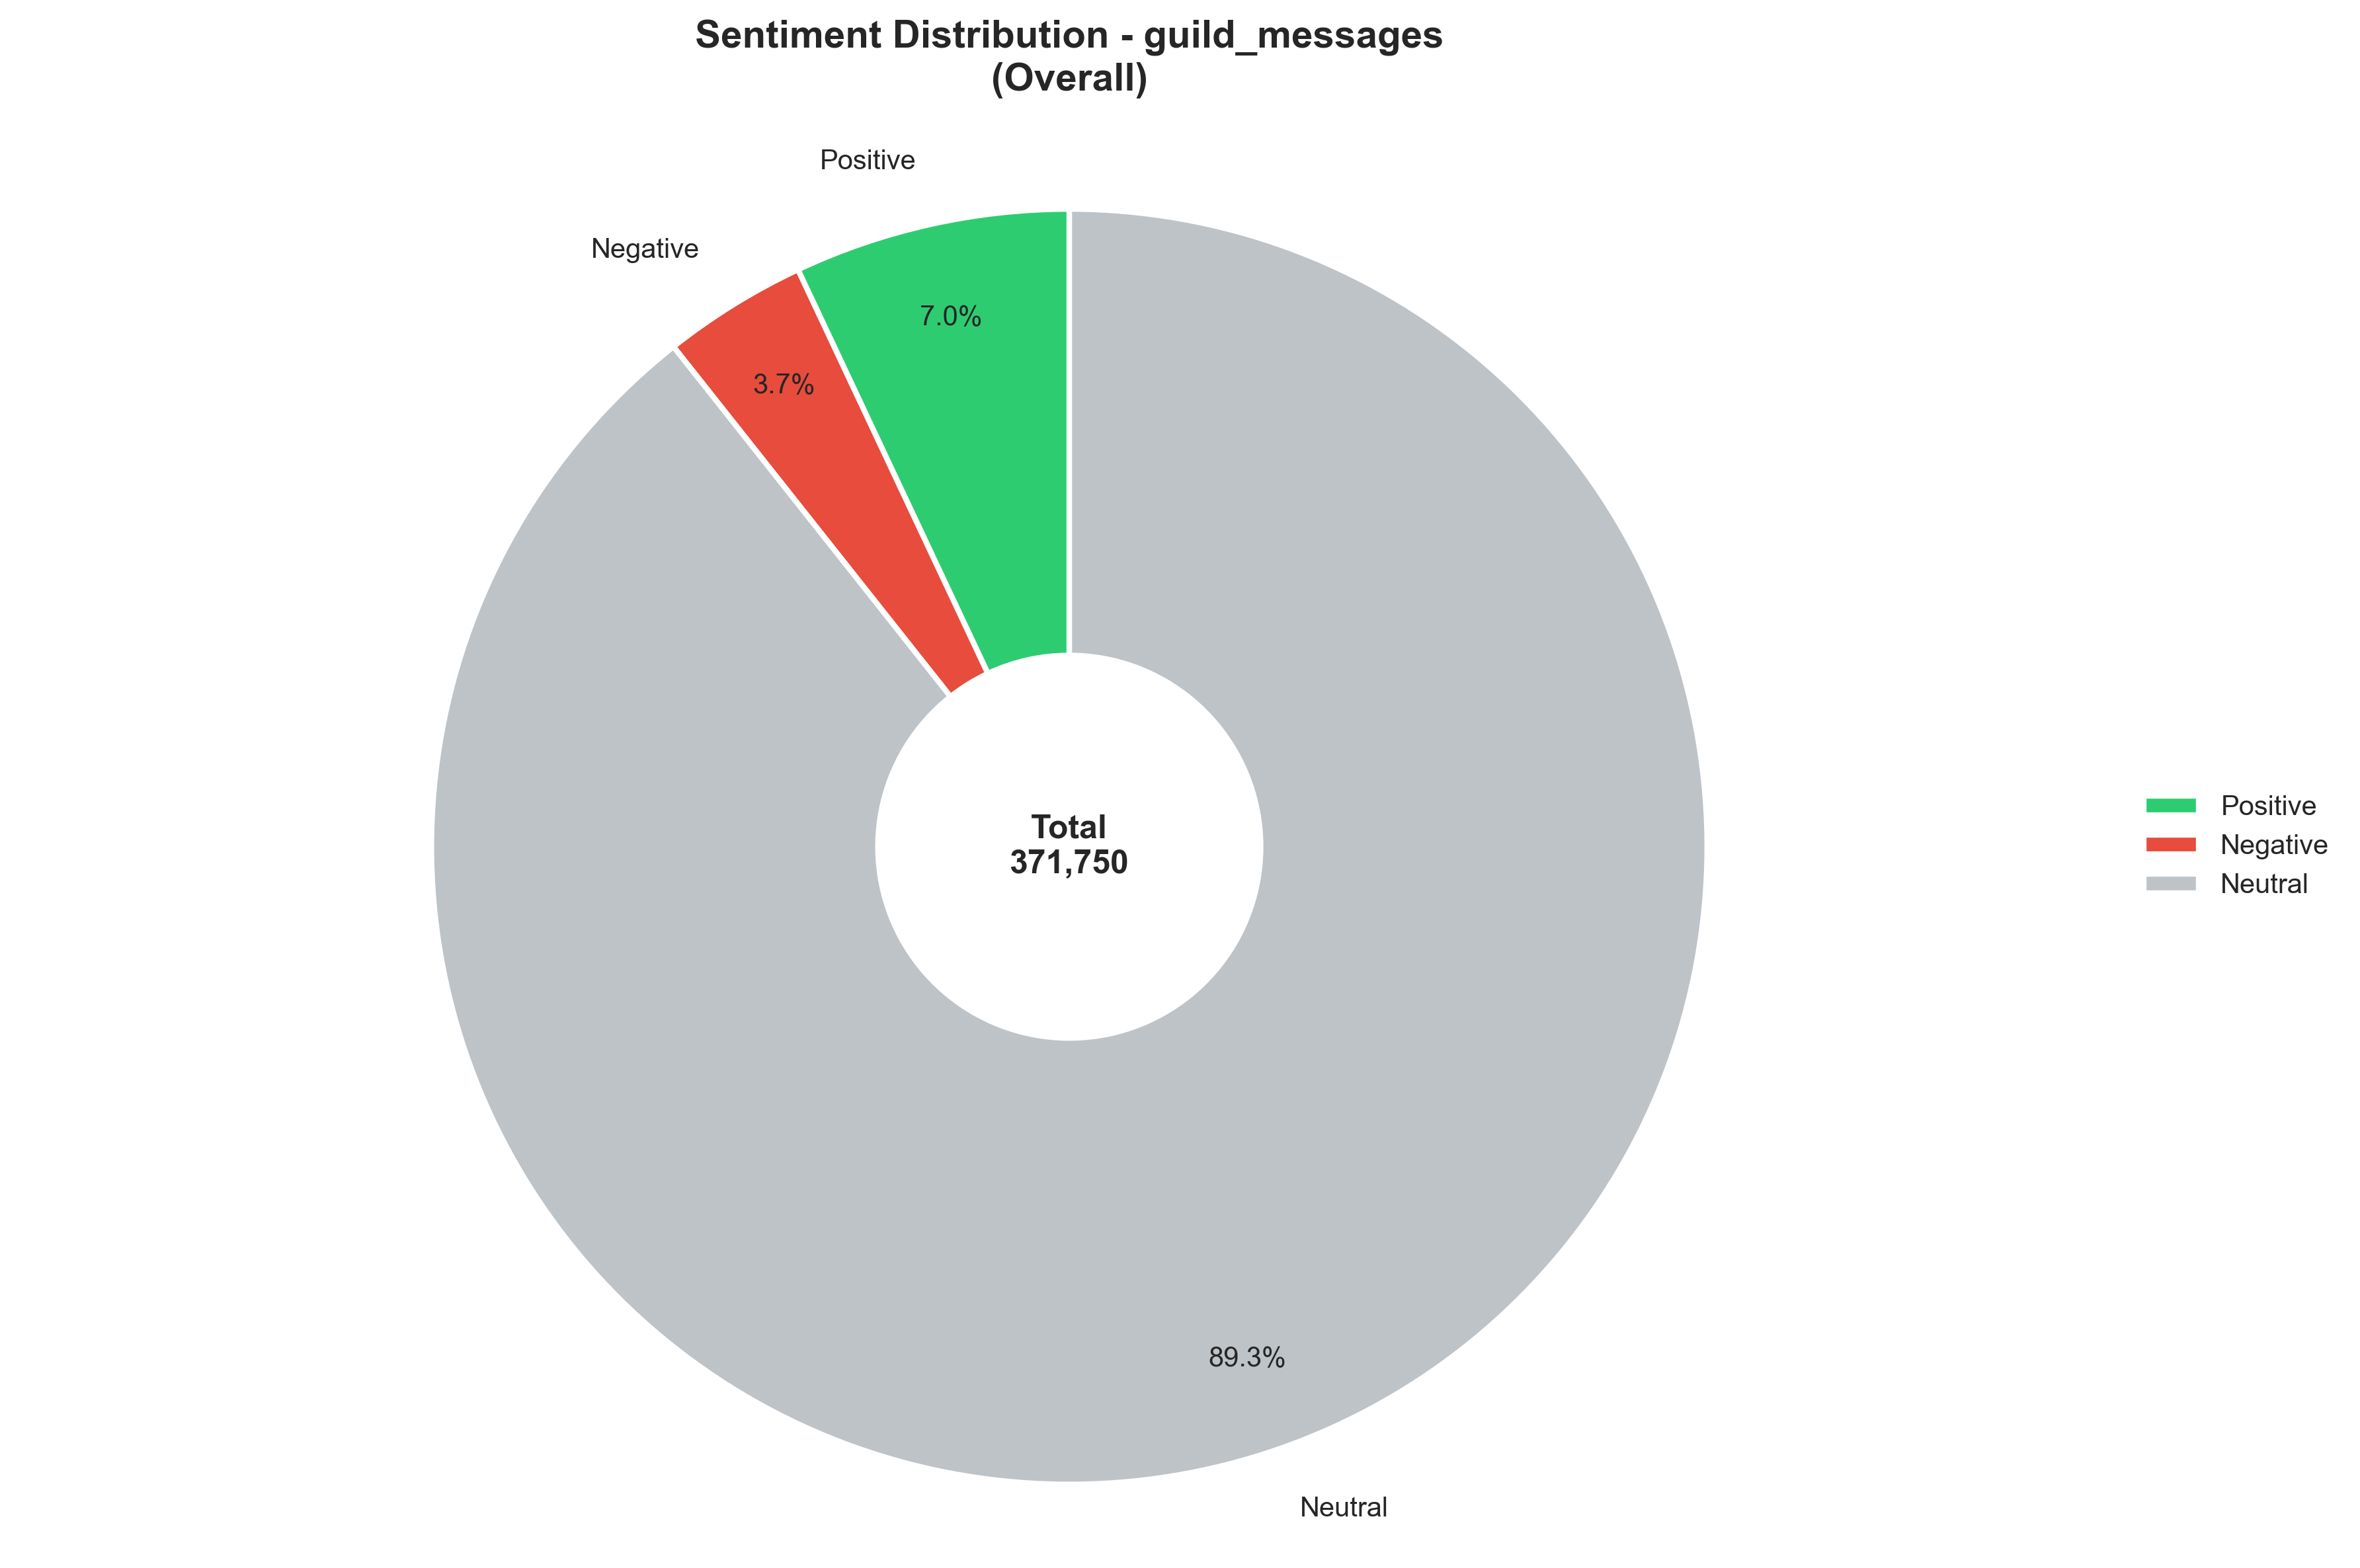 Sentiment Distribution - guild_messages
(Overall)
Positive
Negative
7.0%
3.7%
Total
371,750
Positive
Negative
Neutral
89.3%
Neutral